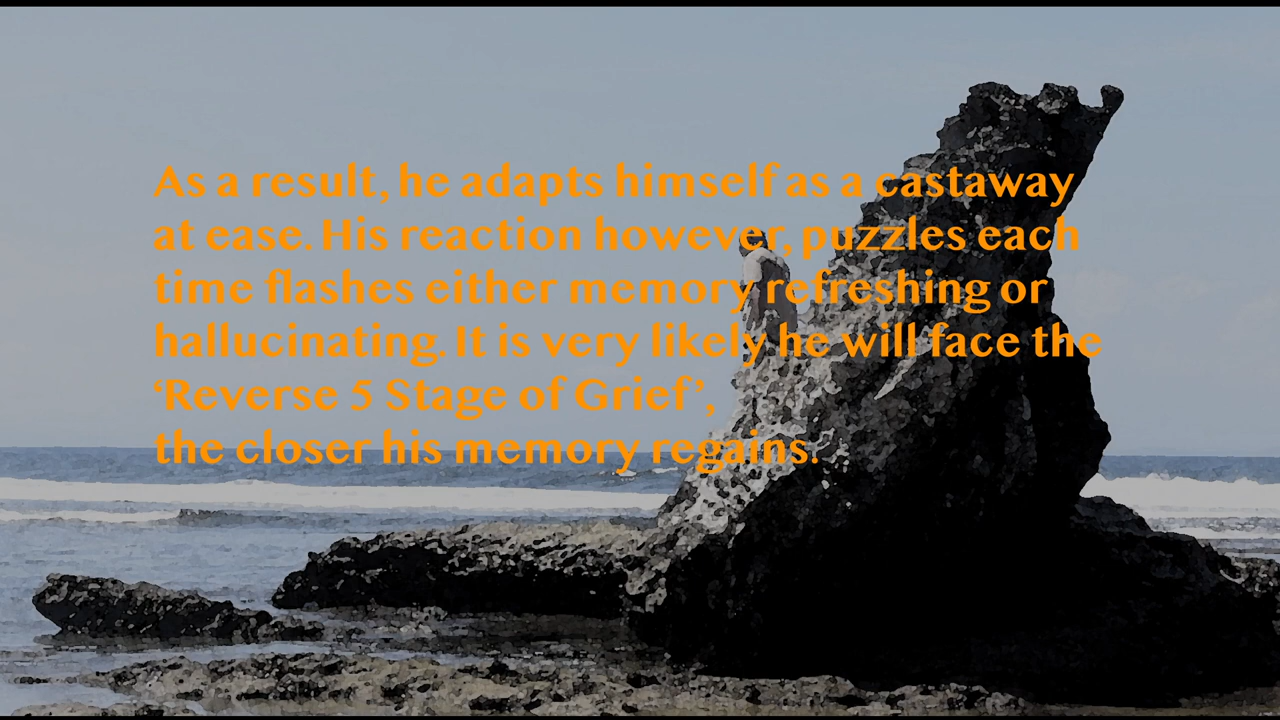 As a result, he adapts himself as a castaway
at ease. His reaction however, puzzles each
time flashes either memory refreshing or
hallucinating. It is very likely he will face the
‘Reverse 5 Stage of Grief’,
the closer his memory regains.